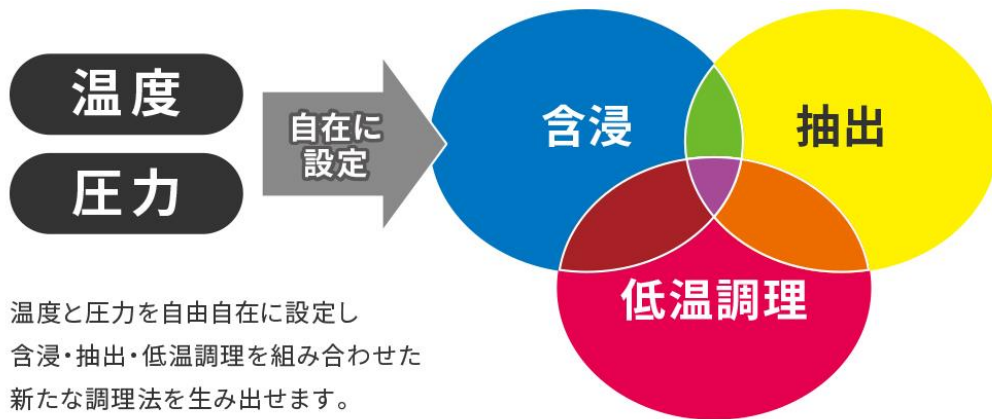 温度
圧力
自在に
設定
含浸
抽出
低温調理
温度と圧力を自由自在に設定し
含浸・抽出・低温調理を組み合わせた
新たな調理法を生み出せます。